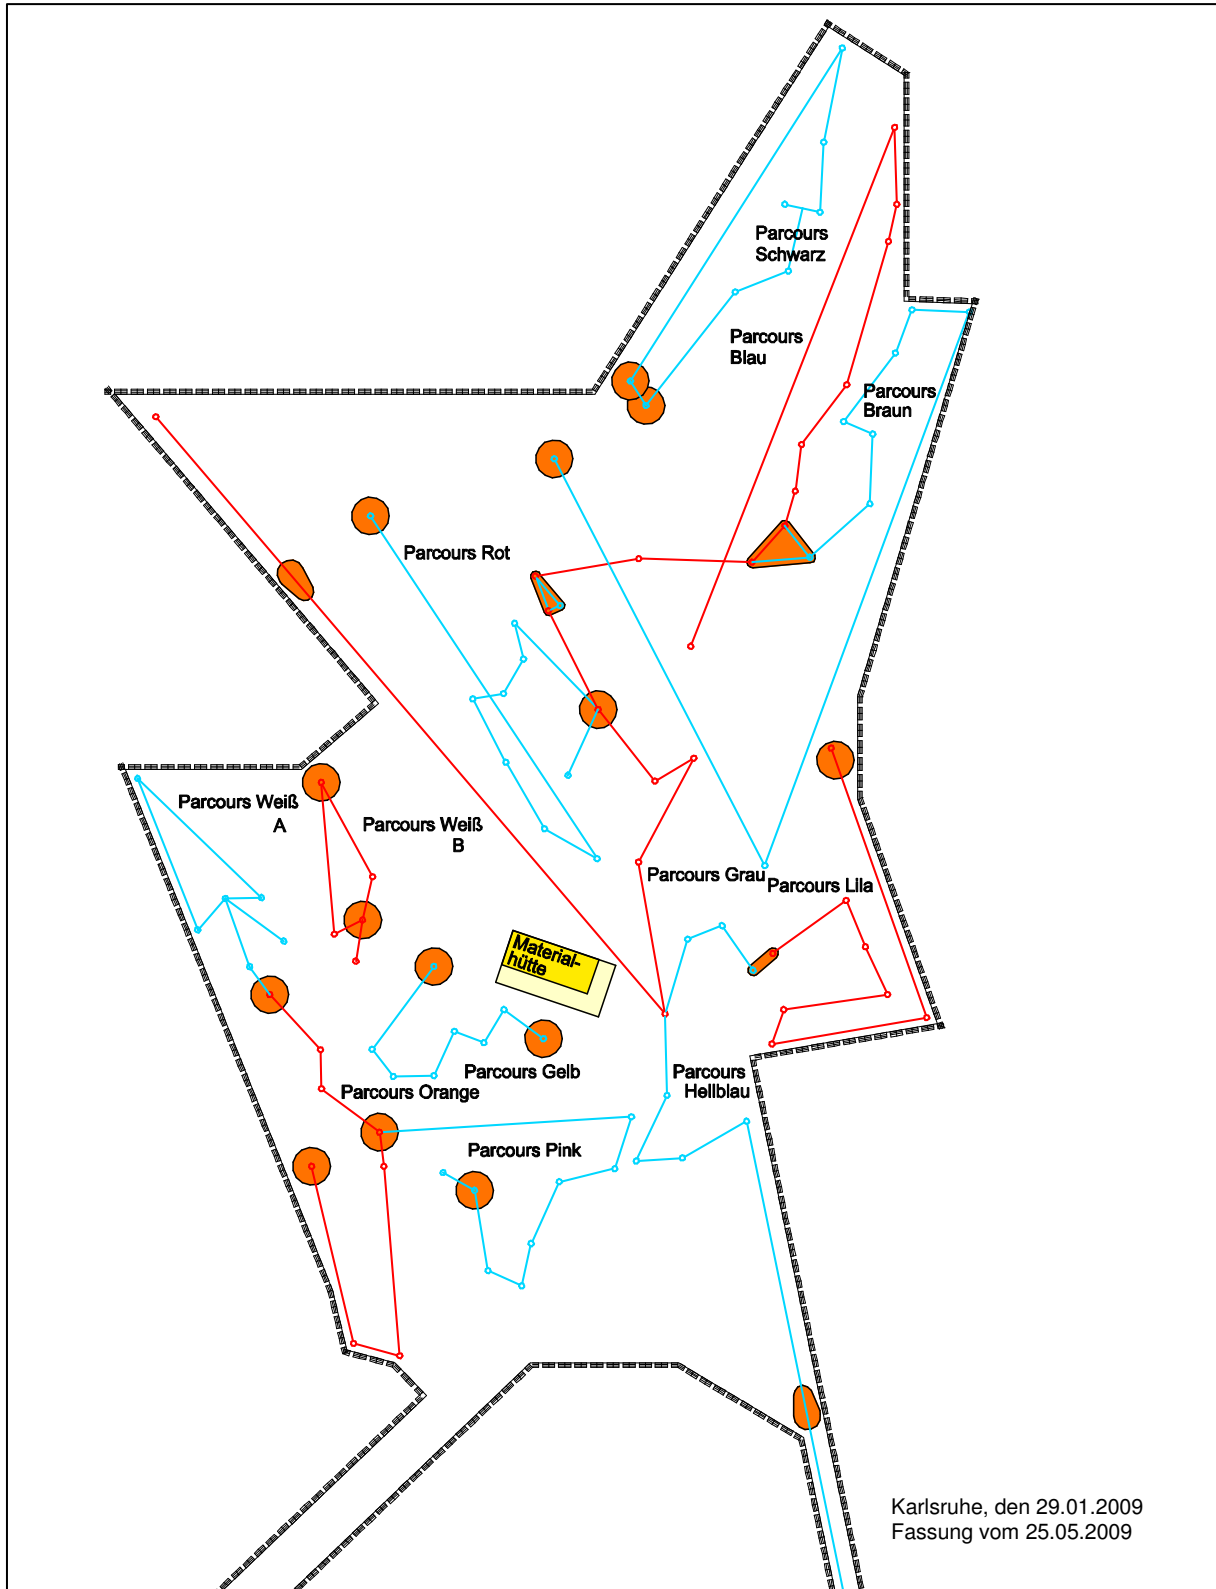 Parcours
Schwarz
Parcours
Blau
Parcours
Braun
Parcours Rot
Parcours Weiß
A
Parcours Weiß
B
Parcours Grau
Parcours Lila
Material-
hütte
Parcours Gelb
Parcours
Hellblau
Parcours Orange
Parcours Pink
Karlsruhe, den 29.01.2009
Fassung vom 25.05.2009